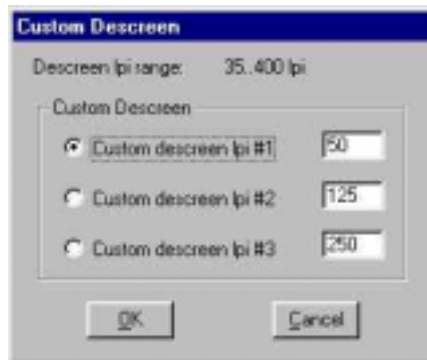 Custom Descreen
Descreen lpi range: 35..400 lpi
Custom Descreen
Custom descreen lpi #1 50
Custom descreen lpi #2 125
Custom descreen lpi #3 250
OK Cancel